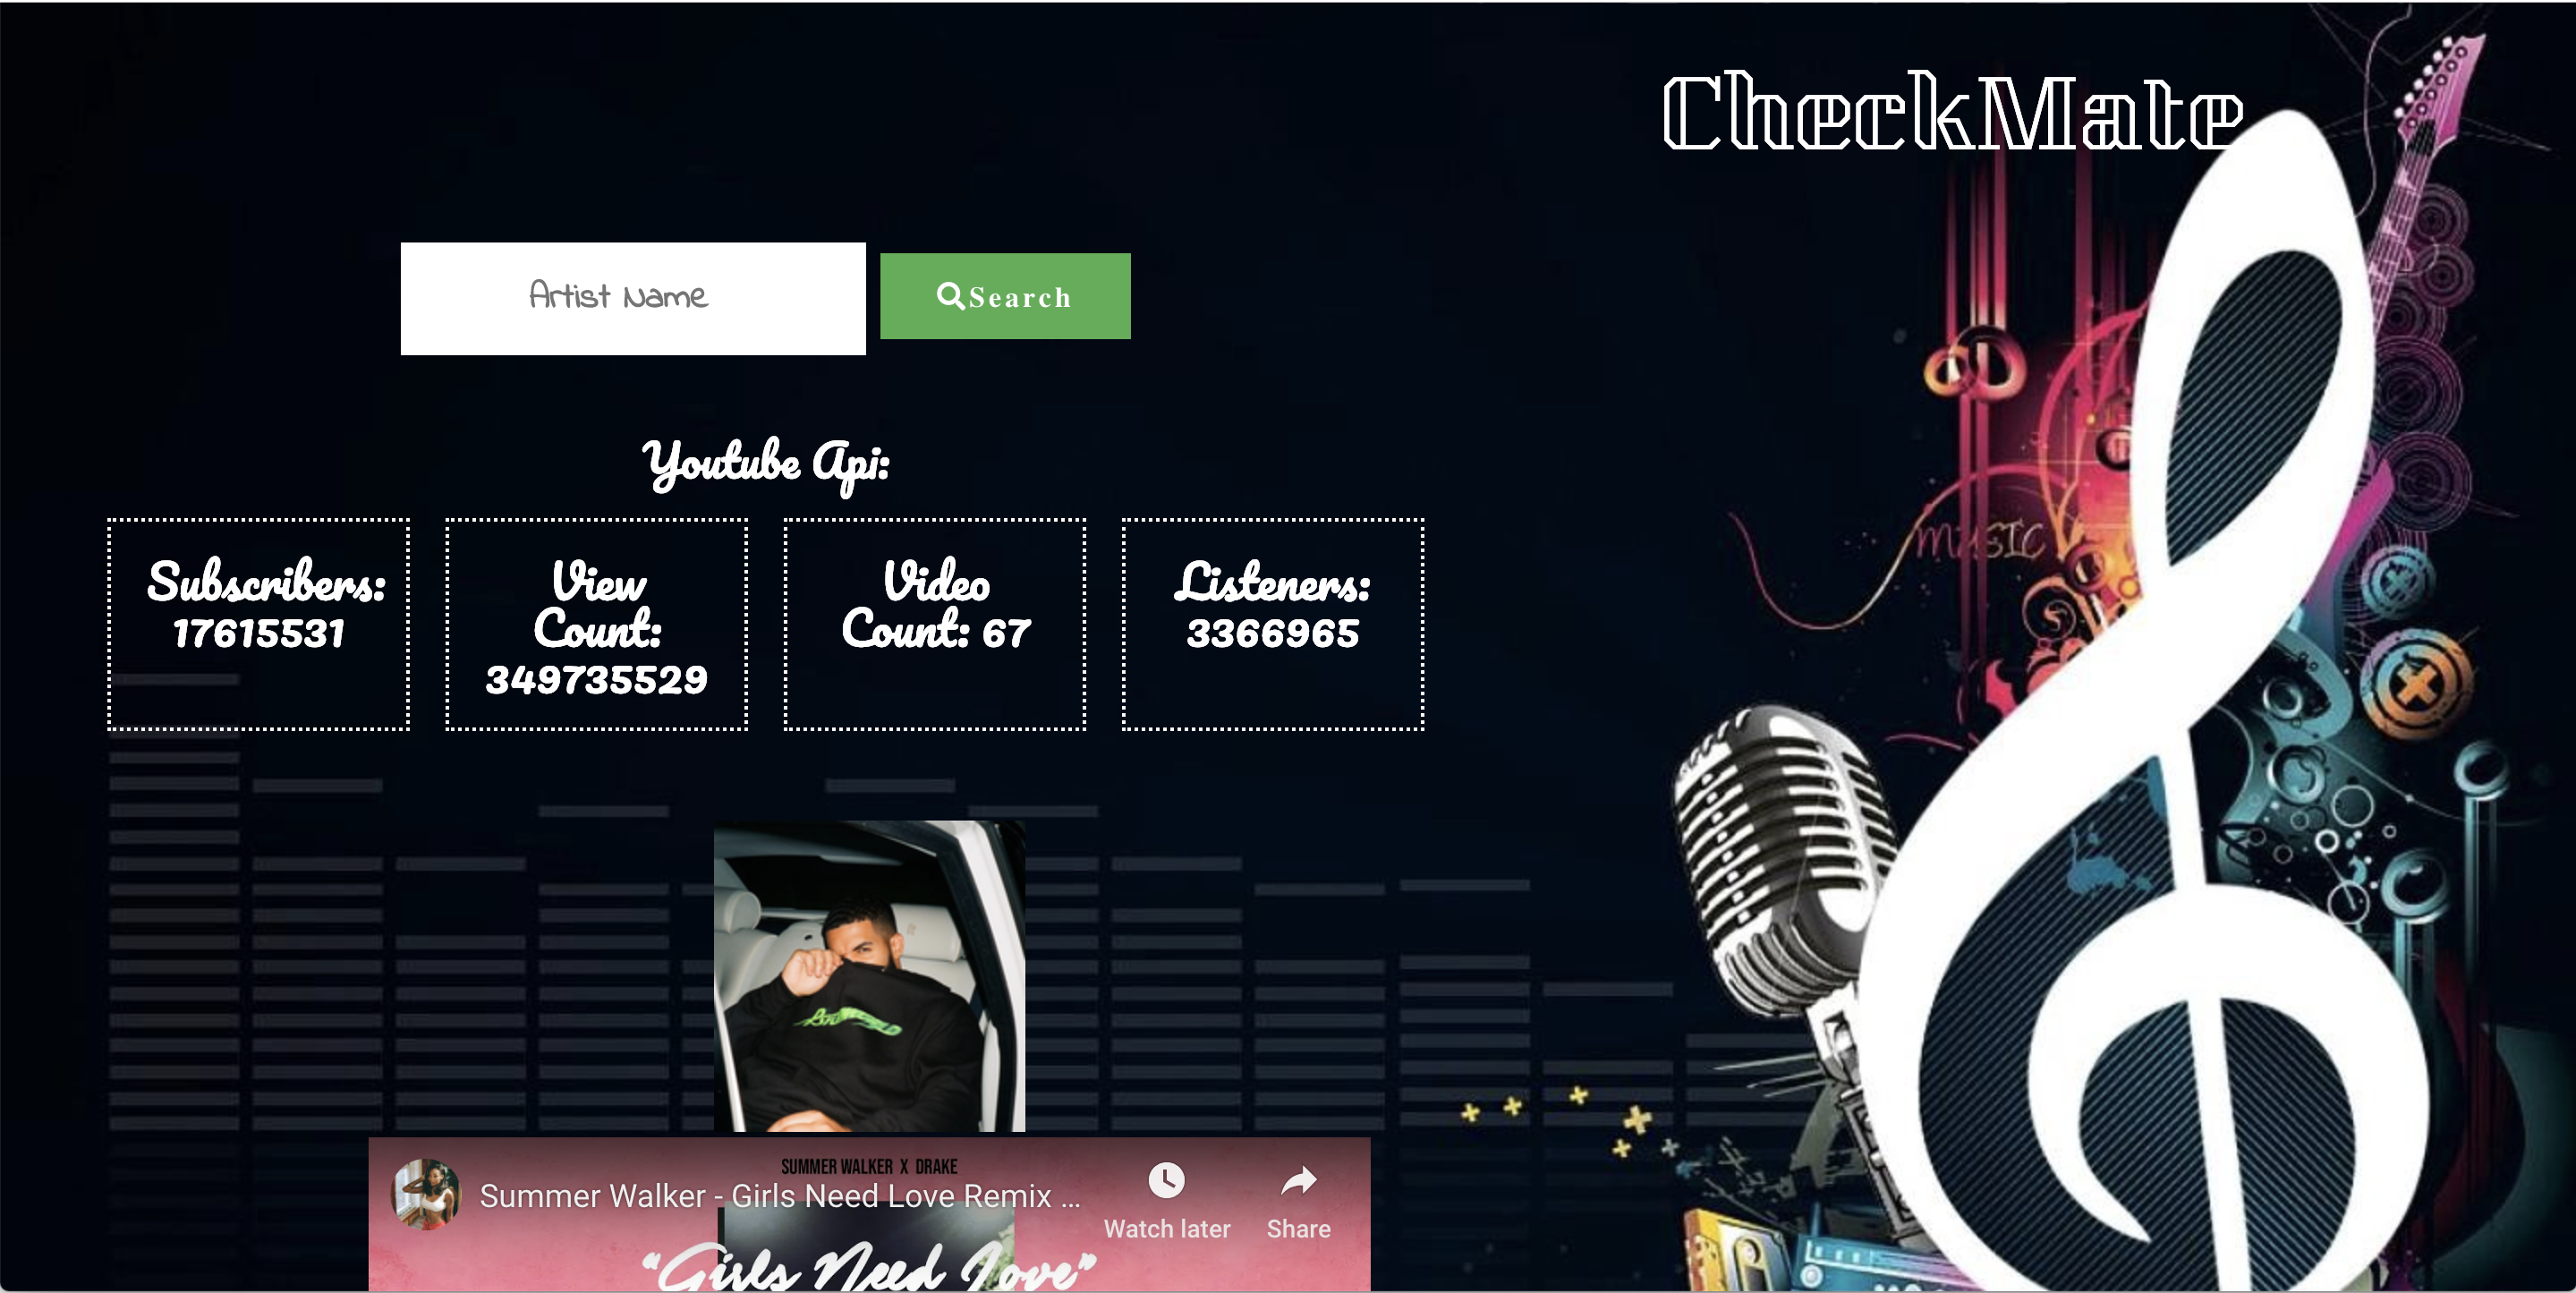 CheckMate
Artist Name
Search
Youtube Api:
Subscribers:
17615531
View
Count:
349735529
Video
Count: 67
Listeners:
3366965
MUSIC
SUMMER WALKER X DRAKE
Summer Walker - Girls Need Love Remix ...
Watch later
Share
“Girls Need Love”